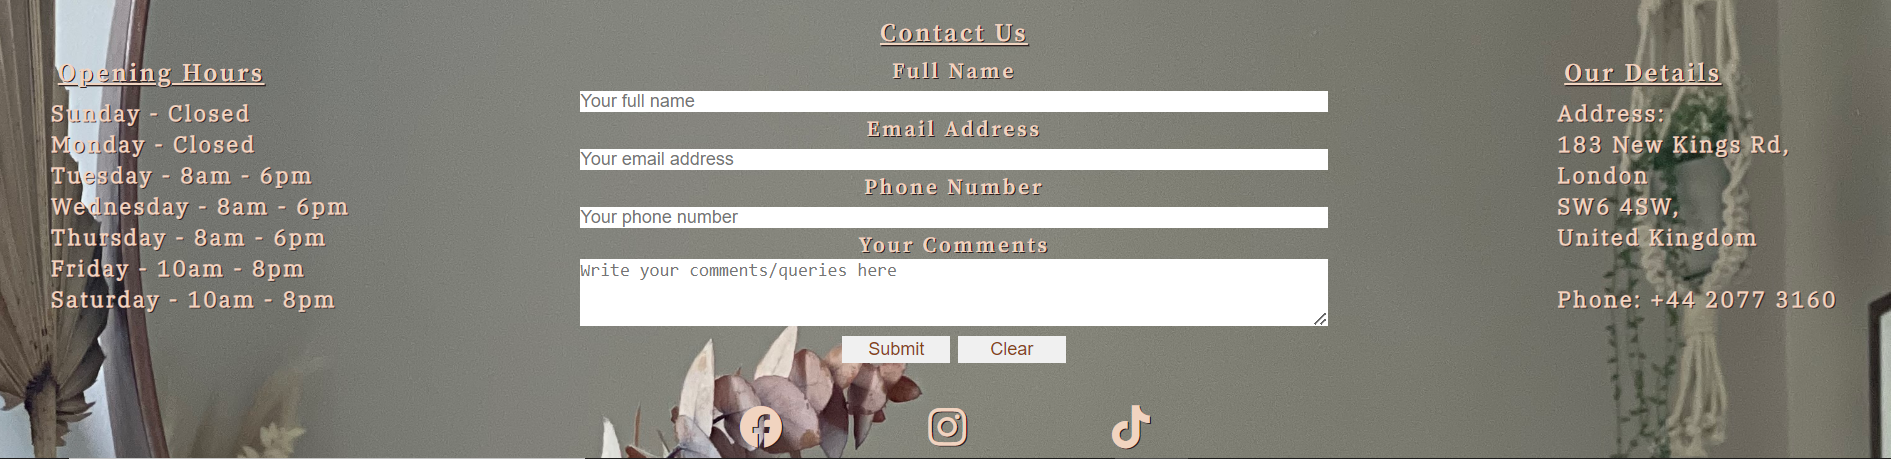 Contact Us
Opening Hours
Sunday - Closed
Monday - Closed
Tuesday - 8am - 6pm
Wednesday - 8am - 6pm
Thursday - 8am - 6pm
Friday - 10am - 8pm
Saturday - 10am - 8pm
Full Name
Your full name
Email Address
Your email address
Phone Number
Your phone number
Your Comments
Write your comments/queries here
Submit Clear
Our Details
Address:
183 New Kings Rd,
London
SW6 4SW,
United Kingdom
Phone: +44 2077 3160